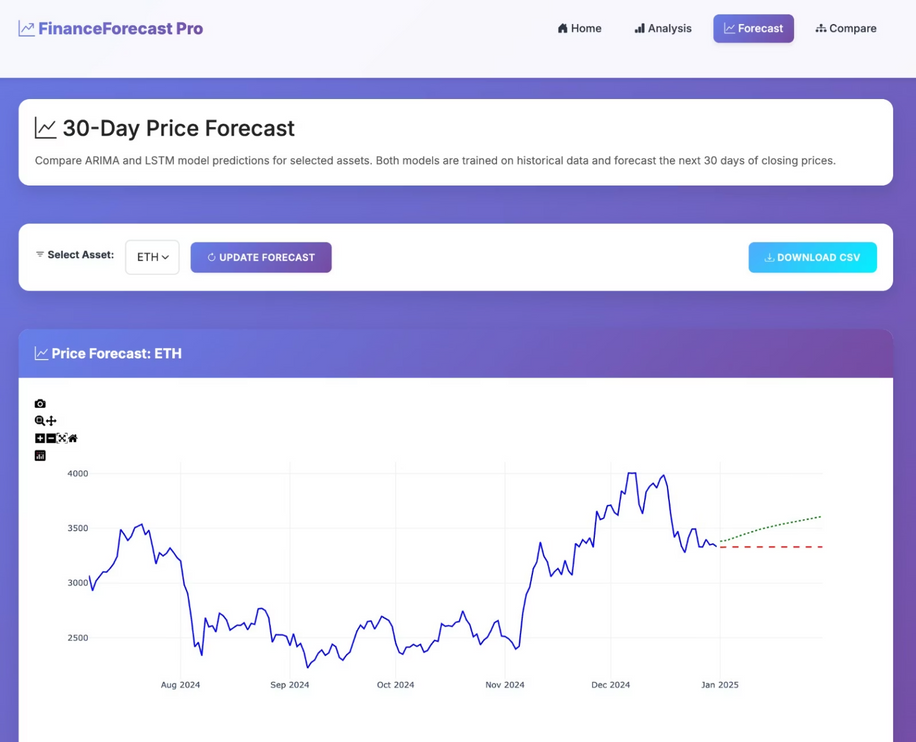 FinanceForecast Pro
Home Analysis Forecast Compare
30-Day Price Forecast
Compare ARIMA and LSTM model predictions for selected assets. Both models are trained on historical data and forecast the next 30 days of closing prices.
Select Asset: ETH UPDATE FORECAST DOWNLOAD CSV
Price Forecast: ETH
4000
3500
3000
2500
Aug 2024 Sep 2024 Oct 2024 Nov 2024 Dec 2024 Jan 2025